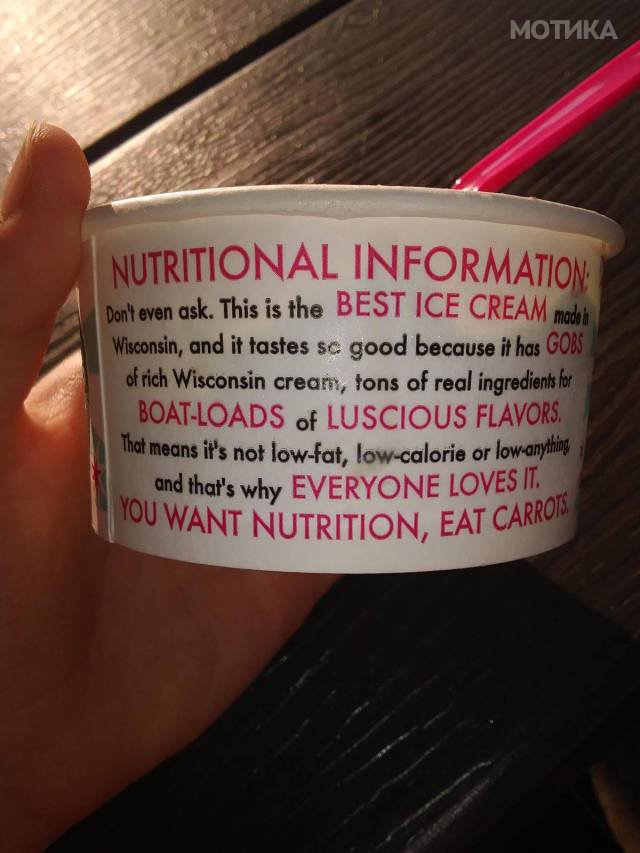 МОТИКА
NUTRITIONAL INFORMATION:
Don't even ask. This is the BEST ICE CREAM made in
Wisconsin, and it tastes so good because it has GOBS
of rich Wisconsin cream, tons of real ingredients for
BOAT-LOADS of LUSCIOUS FLAVORS.
That means it's not low-fat, low-calorie or low-anything,
and that's why EVERYONE LOVES IT.
YOU WANT NUTRITION, EAT CARROTS.